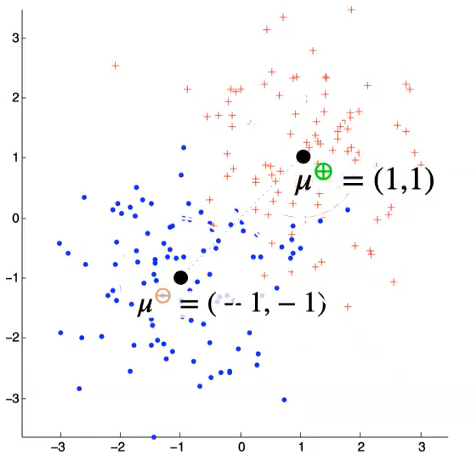 3
2
1
μ⊕ = (1,1)
0
-1
μ⊖ = (- 1, - 1)
-2
-3
-3 -2 -1 0 1 2 3